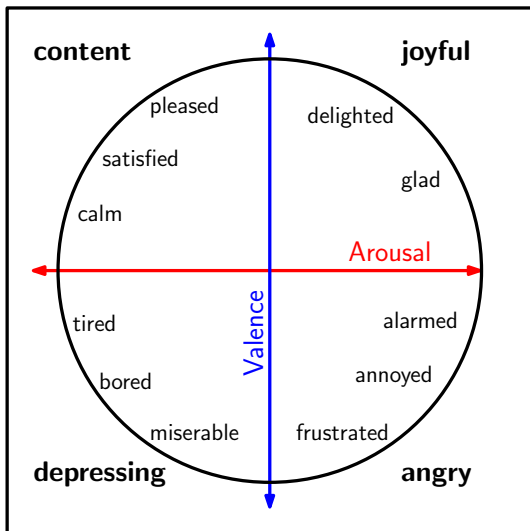 content
joyful
pleased
delighted
satisfied
glad
calm
Arousal
Valence
tired
alarmed
bored
annoyed
miserable
frustrated
depressing
angry